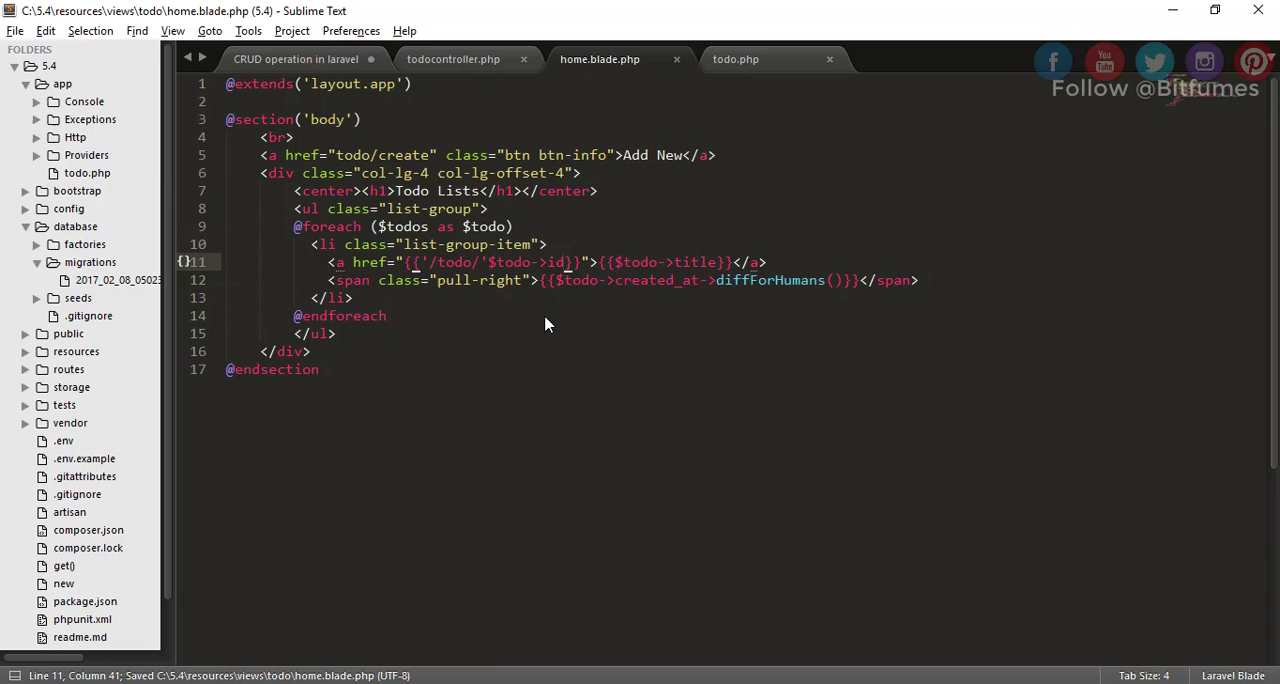 C:\5.4\resources\views\todo\home.blade.php (5.4) - Sublime Text
File Edit Selection Find View Goto Tools Project Preferences Help
FOLDERS
5.4
app
Console
Exceptions
Http
Providers
todo.php
bootstrap
config
database
factories
migrations
2017_02_08_05023
seeds
.gitignore
public
resources
routes
storage
tests
vendor
.env
.env.example
.gitattributes
.gitignore
artisan
composer.json
composer.lock
get()
new
package.json
phpunit.xml
readme.md
CRUD operation in laravel todocontroller.php × home.blade.php × todo.php ×
You Tube
Follow @Bitfumes
1 @extends('layout.app')
2
3 @section('body')
4 <br>
5 <a href="todo/create" class="btn btn-info">Add New</a>
6 <div class="col-lg-4 col-lg-offset-4">
7 <center><h1>Todo Lists</h1></center>
8 <ul class="list-group">
9 @foreach ($todos as $todo)
10 <li class="list-group-item">
{}11 <a href="{{'/todo/'$todo->id}}">{{$todo->title}}</a>
12 <span class="pull-right">{{$todo->created_at->diffForHumans()}}</span>
13 </li>
14 @endforeach
15 </ul>
16 </div>
17 @endsection
Line 11, Column 41; Saved C:\5.4\resources\views\todo\home.blade.php (UTF-8) Tab Size: 4 Laravel Blade